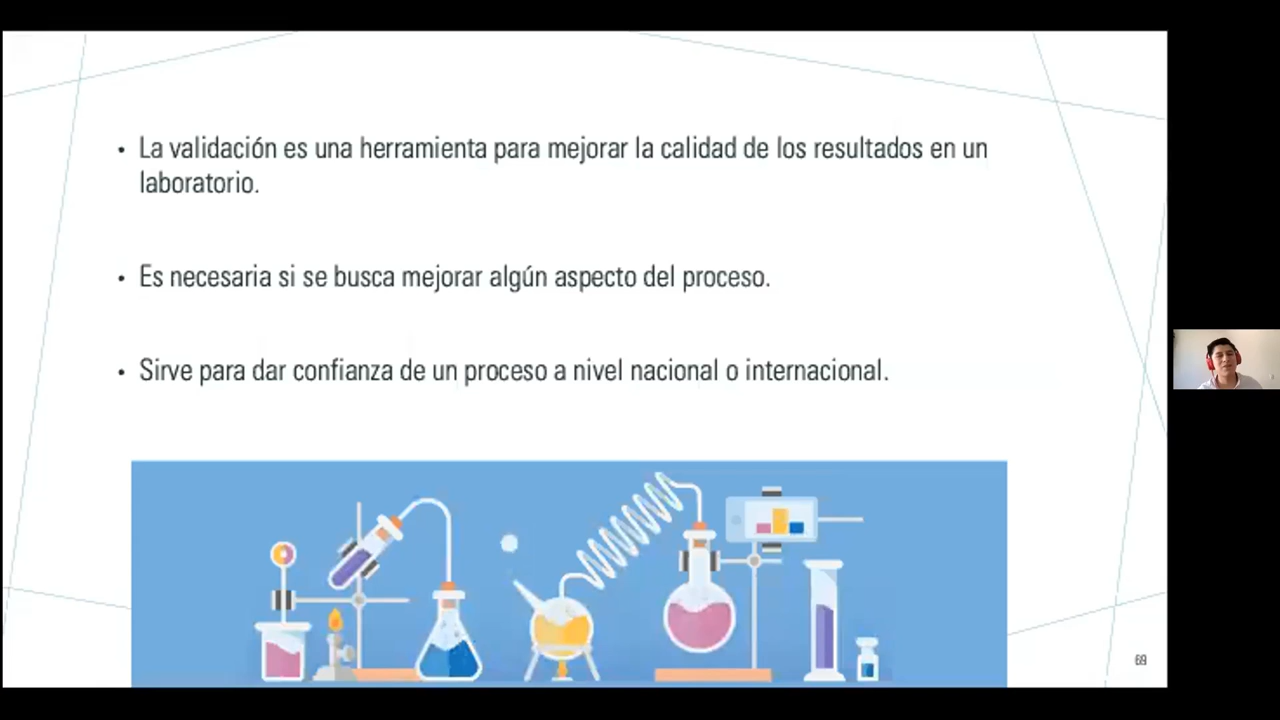 • La validación es una herramienta para mejorar la calidad de los resultados en un
laboratorio.
• Es necesaria si se busca mejorar algún aspecto del proceso.
• Sirve para dar confianza de un proceso a nivel nacional o internacional.
69